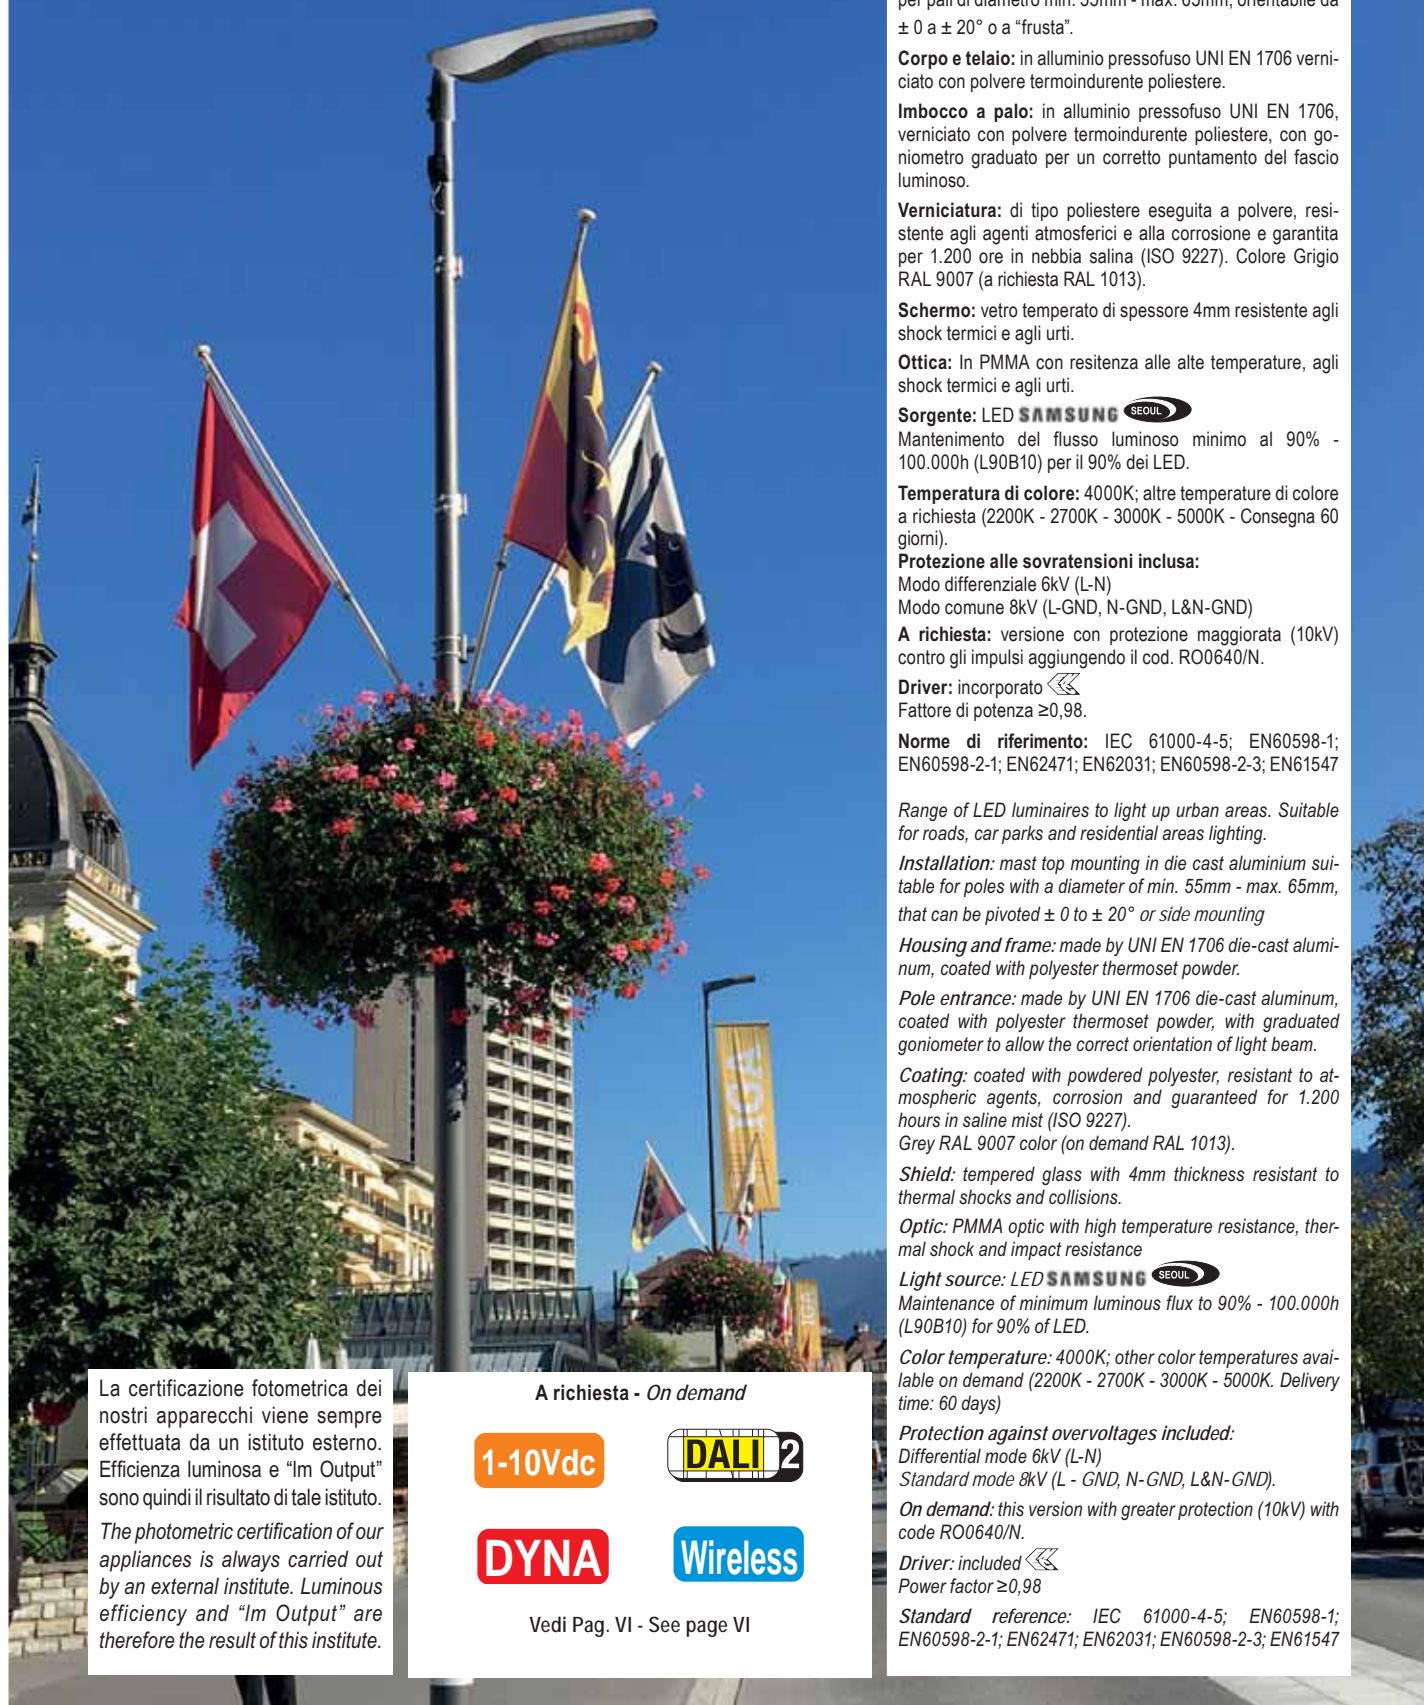 per pali di diametro min. 55mm - max. 65mm, orientabile da
± 0 a ± 20° o a “frusta”.
Corpo e telaio: in alluminio pressofuso UNI EN 1706 verni-
ciato con polvere termoindurente poliestere.
Imbocco a palo: in alluminio pressofuso UNI EN 1706,
verniciato con polvere termoindurente poliestere, con go-
niometro graduato per un corretto puntamento del fascio
luminoso.
Verniciatura: di tipo poliestere eseguita a polvere, resi-
stente agli agenti atmosferici e alla corrosione e garantita
per 1.200 ore in nebbia salina (ISO 9227). Colore Grigio
RAL 9007 (a richiesta RAL 1013).
Schermo: vetro temperato di spessore 4mm resistente agli
shock termici e agli urti.
Ottica: In PMMA con resitenza alle alte temperature, agli
shock termici e agli urti.
Sorgente: LED SAMSUNG SEOUL
Mantenimento del flusso luminoso minimo al 90% -
100.000h (L90B10) per il 90% dei LED.
Temperatura di colore: 4000K; altre temperature di colore
a richiesta (2200K - 2700K - 3000K - 5000K - Consegna 60
giorni).
Protezione alle sovratensioni inclusa:
Modo differenziale 6kV (L-N)
Modo comune 8kV (L-GND, N-GND, L&N-GND)
A richiesta: versione con protezione maggiorata (10kV)
contro gli impulsi aggiungendo il cod. RO0640/N.
Driver: incorporato
Fattore di potenza ≥0,98.
Norme di riferimento: IEC 61000-4-5; EN60598-1;
EN60598-2-1; EN62471; EN62031; EN60598-2-3; EN61547
Range of LED luminaires to light up urban areas. Suitable
for roads, car parks and residential areas lighting.
Installation: mast top mounting in die cast aluminium sui-
table for poles with a diameter of min. 55mm - max. 65mm,
that can be pivoted ± 0 to ± 20° or side mounting
Housing and frame: made by UNI EN 1706 die-cast alumi-
num, coated with polyester thermoset powder.
Pole entrance: made by UNI EN 1706 die-cast aluminum,
coated with polyester thermoset powder, with graduated
goniometer to allow the correct orientation of light beam.
Coating: coated with powdered polyester, resistant to at-
mospheric agents, corrosion and guaranteed for 1.200
hours in saline mist (ISO 9227).
Grey RAL 9007 color (on demand RAL 1013).
Shield: tempered glass with 4mm thickness resistant to
thermal shocks and collisions.
Optic: PMMA optic with high temperature resistance, ther-
mal shock and impact resistance
Light source: LED SAMSUNG SEOUL
Maintenance of minimum luminous flux to 90% - 100.000h
(L90B10) for 90% of LED.
Color temperature: 4000K; other color temperatures avai-
lable on demand (2200K - 2700K - 3000K - 5000K. Delivery
time: 60 days)
Protection against overvoltages included:
Differential mode 6kV (L-N)
Standard mode 8kV (L - GND, N-GND, L&N-GND).
On demand: this version with greater protection (10kV) with
code RO0640/N.
Driver: included
Power factor ≥0,98
Standard reference: IEC 61000-4-5; EN60598-1;
EN60598-2-1; EN62471; EN62031; EN60598-2-3; EN61547
IGA
IGA
La certificazione fotometrica dei
nostri apparecchi viene sempre
effettuata da un istituto esterno.
Efficienza luminosa e “lm Output”
sono quindi il risultato di tale istituto.
The photometric certification of our
appliances is always carried out
by an external institute. Luminous
efficiency and “lm Output” are
therefore the result of this institute.
A richiesta - On demand
1-10Vdc
DALI 2
DYNA
Wireless
Vedi Pag. VI - See page VI